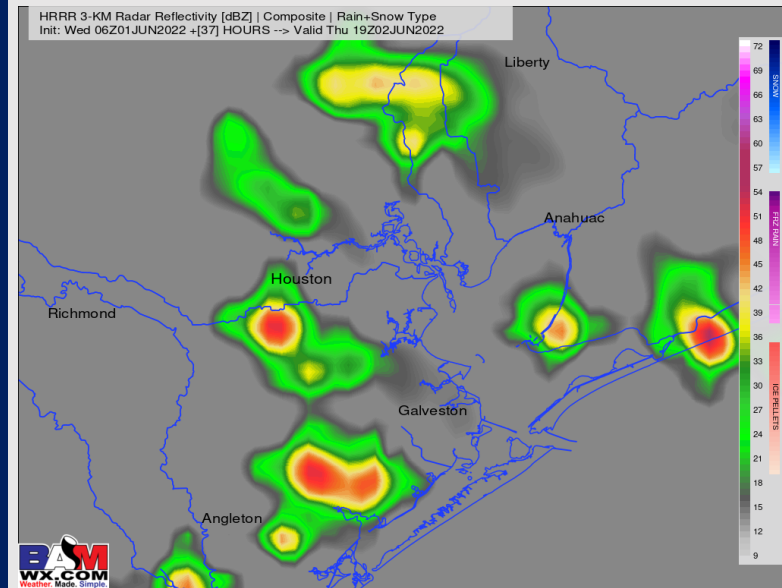 HRRR 3-KM Radar Reflectivity [dBZ] | Composite | Rain+Snow Type
Init: Wed 06Z01JUN2022 +[37] HOURS --> Valid Thu 19Z02JUN2022
Liberty
Anahuac
Houston
Richmond
Galveston
Angleton
72
69
66
63
60
57
54
51
48
45
42
39
36
33
30
27
24
21
18
15
12
9
SNOW
FRZ RAIN
ICE PELLETS
BAM
WX.COM
Weather. Made. Simple.